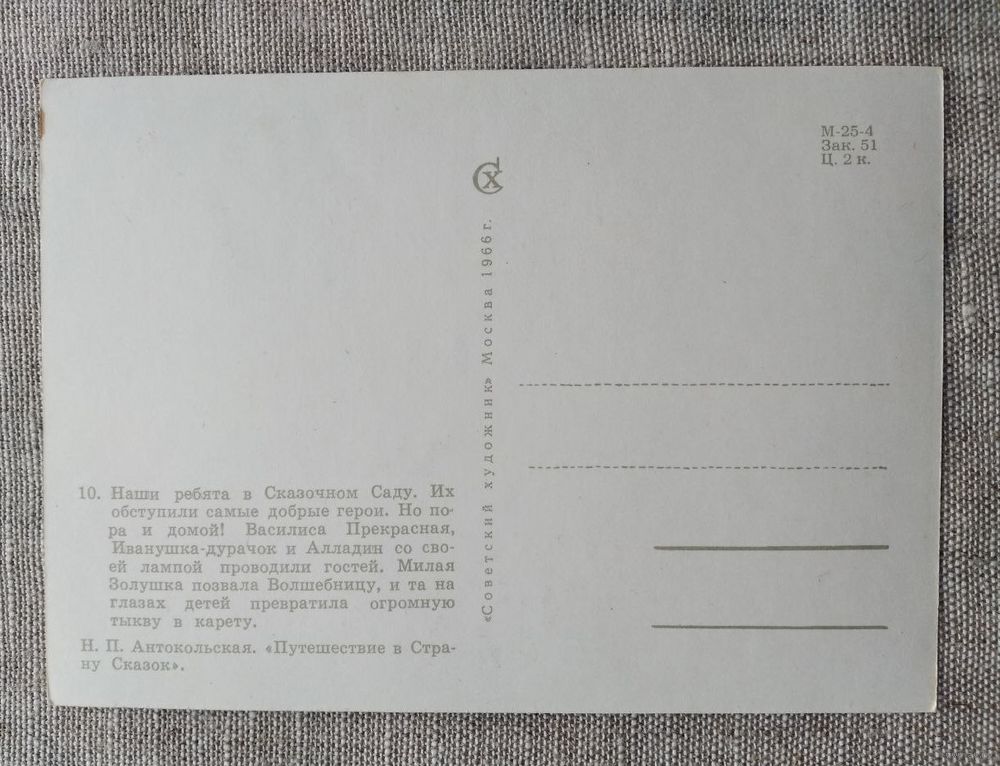 10. Наши ребята в Сказочном Саду. Их
обступили самые добрые герои. Но по-
ра и домой! Василиса Прекрасная,
Иванушка-дурачок и Алладин со сво-
ей лампой проводили гостей. Милая
Золушка позвала Волшебницу, и та на
глазах детей превратила огромную
тыкву в карету.
Н. П. Антокольская. «Путешествие в Стра-
ну Сказок».
СХ
«Советский художник» Москва 1966 г.
М-25-4
Зак. 51
Ц. 2 к.